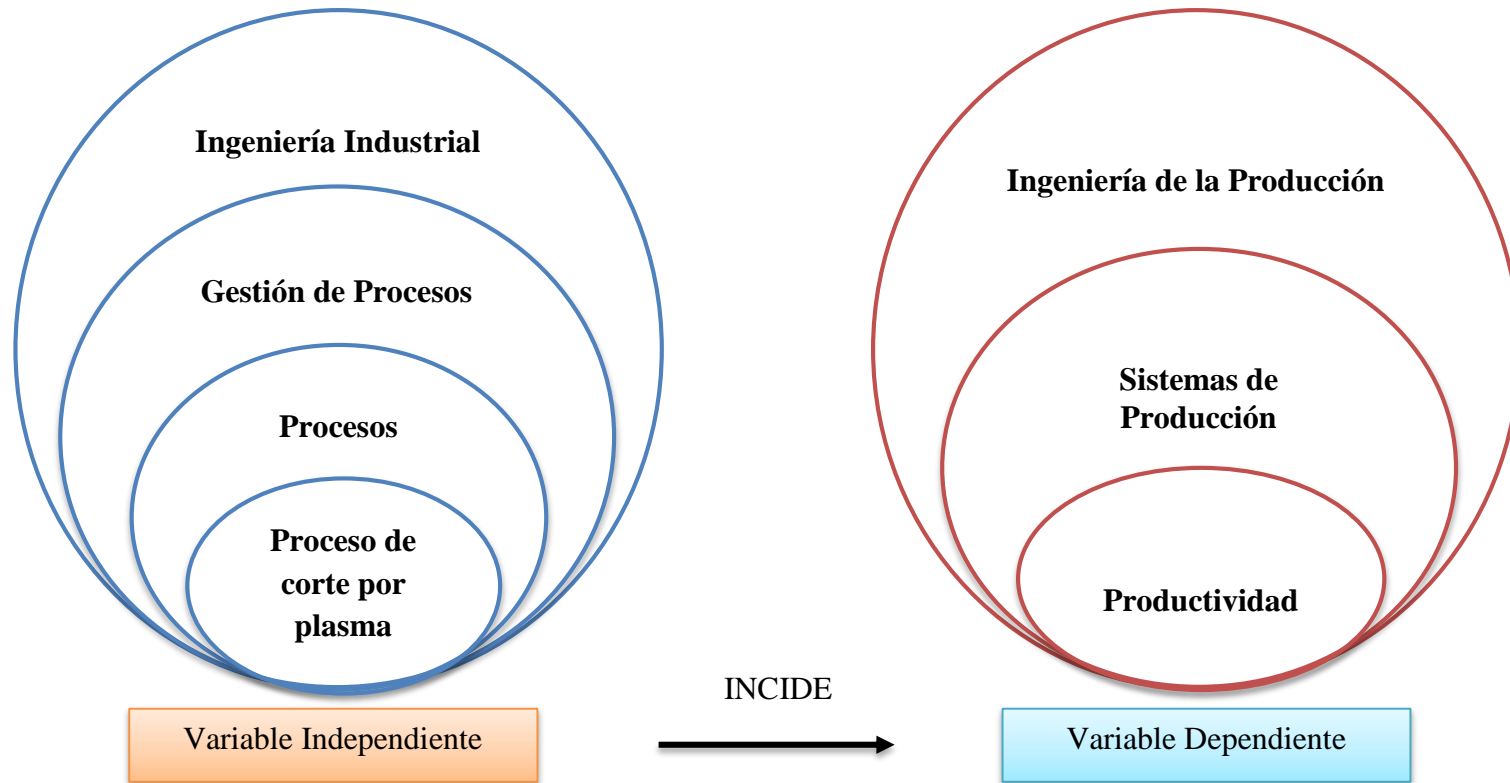 Ingeniería Industrial
Gestión de Procesos
Procesos
Proceso de
corte por
plasma
Variable Independiente
INCIDE
Ingeniería de la Producción
Sistemas de
Producción
Productividad
Variable Dependiente